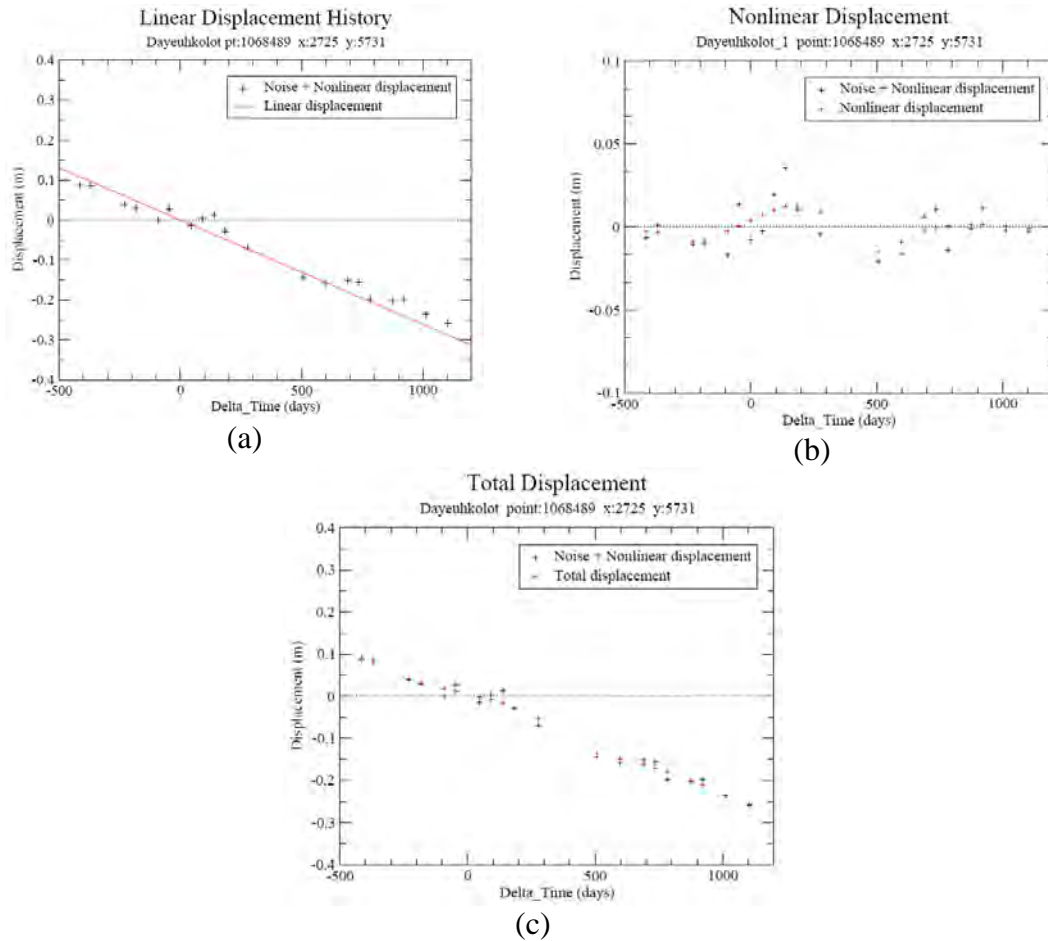 Linear Displacement History
Dayeuhkolot pt:1068489 x:2725 y:5731
0.4
0.3
0.2
0.1
0
-0.1
-0.2
-0.3
-0.4
Displacement (m)
Noise + Nonlinear displacement
Linear displacement
-500
0
500
1000
Delta_Time (days)
(a)
Nonlinear Displacement
Dayeuhkolot_1 point:1068489 x:2725 y:5731
0.1
0.05
0
-0.05
-0.1
Displacement (m)
Noise + Nonlinear displacement
Nonlinear displacement
-500
0
500
1000
Delta_Time (days)
(b)
Total Displacement
Dayeuhkolot point:1068489 x:2725 y:5731
0.4
0.3
0.2
0.1
0
-0.1
-0.2
-0.3
-0.4
Displacement (m)
Noise + Nonlinear displacement
Total displacement
-500
0
500
1000
Delta_Time (days)
(c)